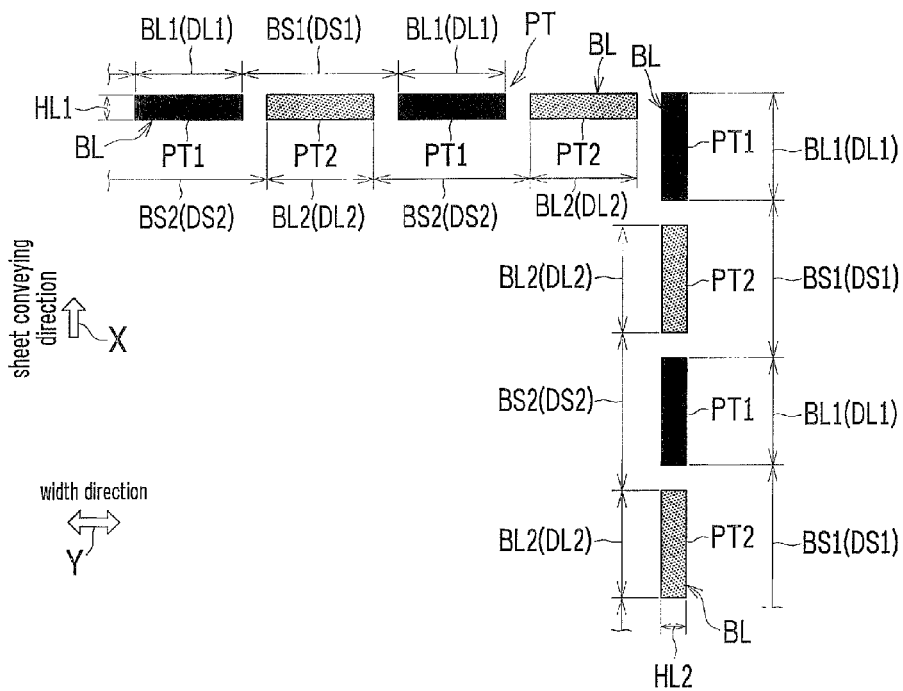 BL1(DL1) BS1(DS1) BL1(DL1) PT BL BL
HL1
BL PT1 PT2 PT1 PT2 PT1 BL1(DL1)
BS2(DS2) BL2(DL2) BS2(DS2) BL2(DL2)
sheet conveying
direction
X
BL2(DL2) PT2 BS1(DS1)
BS2(DS2) PT1 BL1(DL1)
width direction
Y
BL2(DL2) PT2 BS1(DS1)
BL
HL2